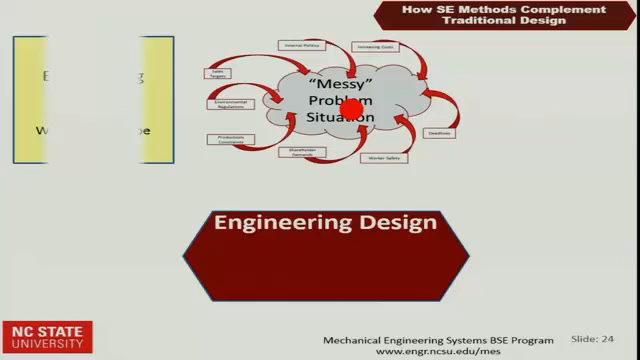 How SE Methods Complement
Traditional Design
Internal Politics
Increasing Costs
Sales
Targets
"Messy"
Problem
Situation
Environmental
Regulations
Deadlines
Productions
Constraints
Shareholder
Demands
Worker Safety
Engineering Design
NC STATE
UNIVERSITY
Mechanical Engineering Systems BSE Program
Slide: 24
www.engr.ncsu.edu/mes